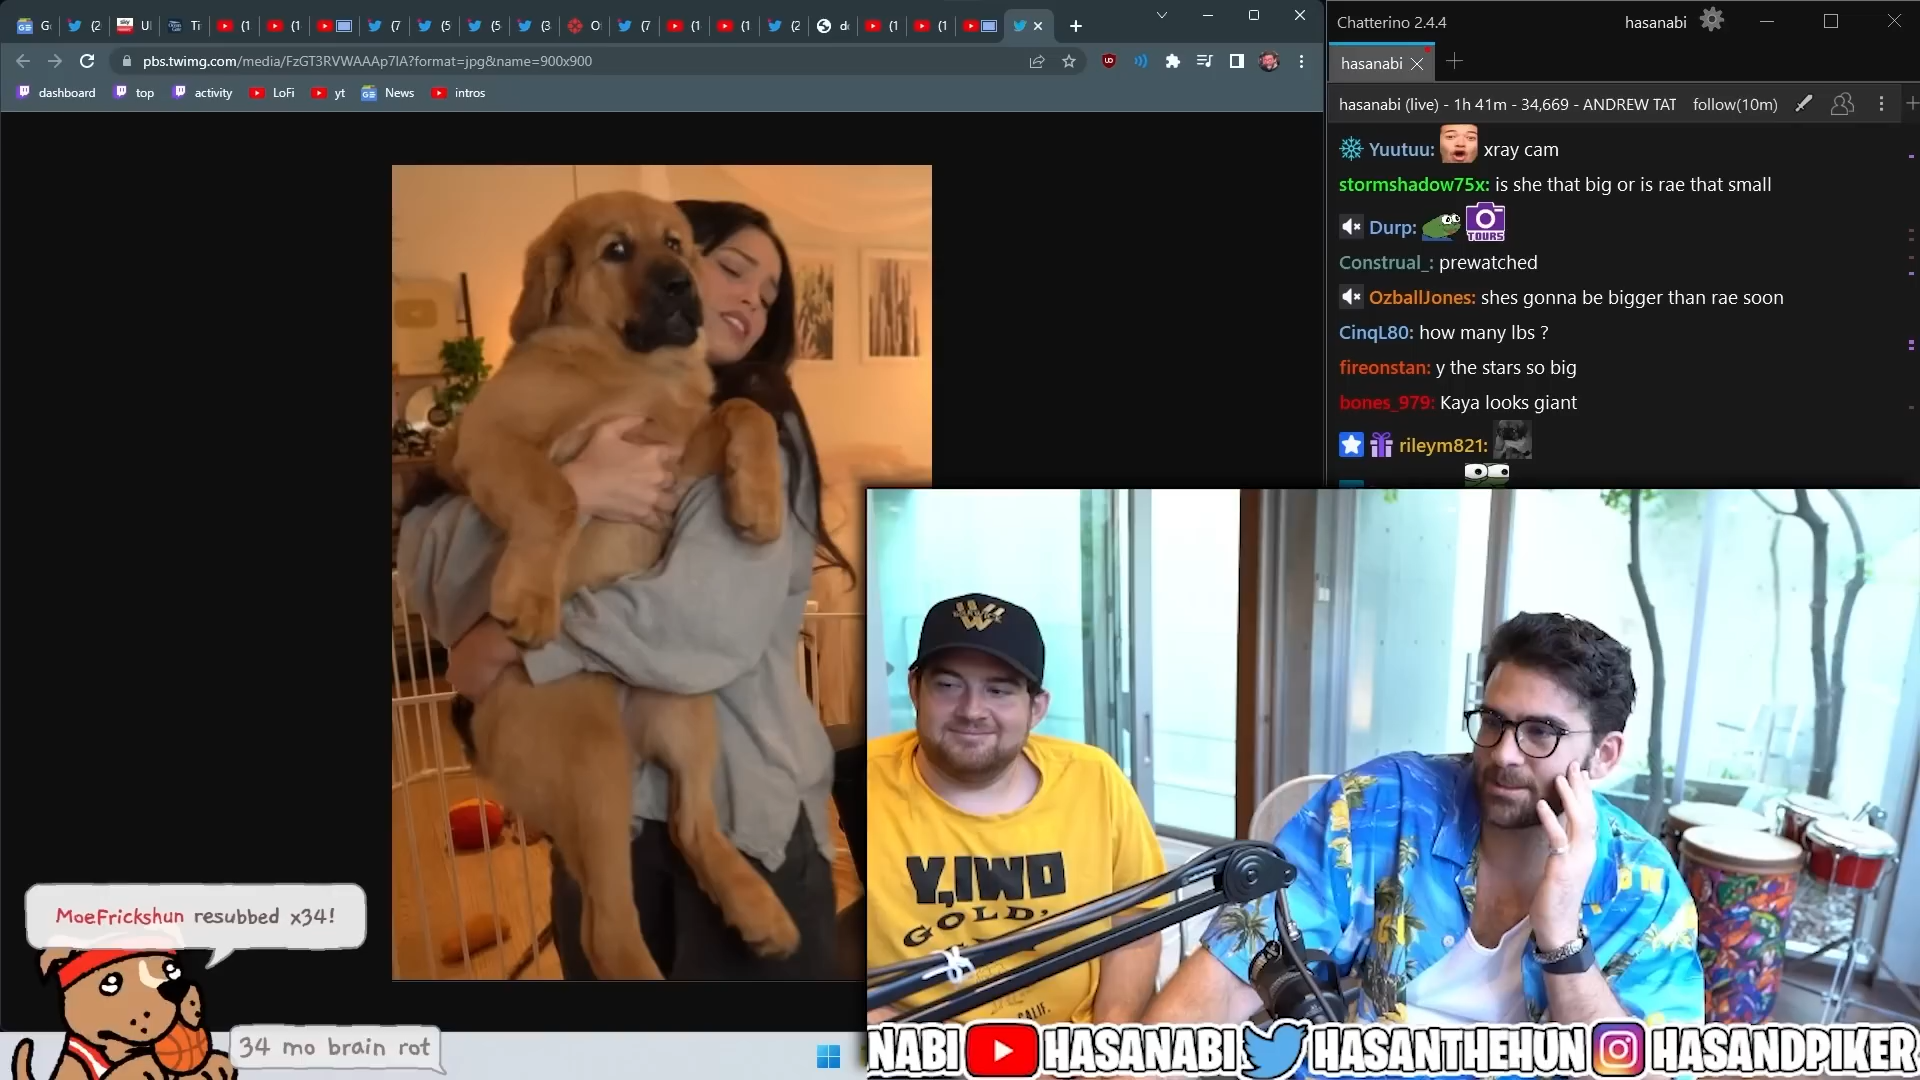 Chatterino 2.4.4
hasanabi
pbs.twimg.com/media/FzGT3RVWAAAp7IA?format=jpg&name=900x900
hasanabi
dashboard
top
activity
LoFi
yt
News
intros
hasanabi (live) - 1h 41m - 34,669 - ANDREW TAT
follow(10m)
Yuutuu: xray cam
stormshadow75x: is she that big or is rae that small
Durp:
TOURS
Construal_: prewatched
OzballJones: shes gonna be bigger than rae soon
CinqL80: how many lbs ?
fireonstan: y the stars so big
bones_979: Kaya looks giant
rileym821:
Y,IWO
GOLD,
CALIF.
MoeFrickshun resubbed x34!
34 mo brain rot
NABI HASANABI HASANTHEHUN HASANDPIKER